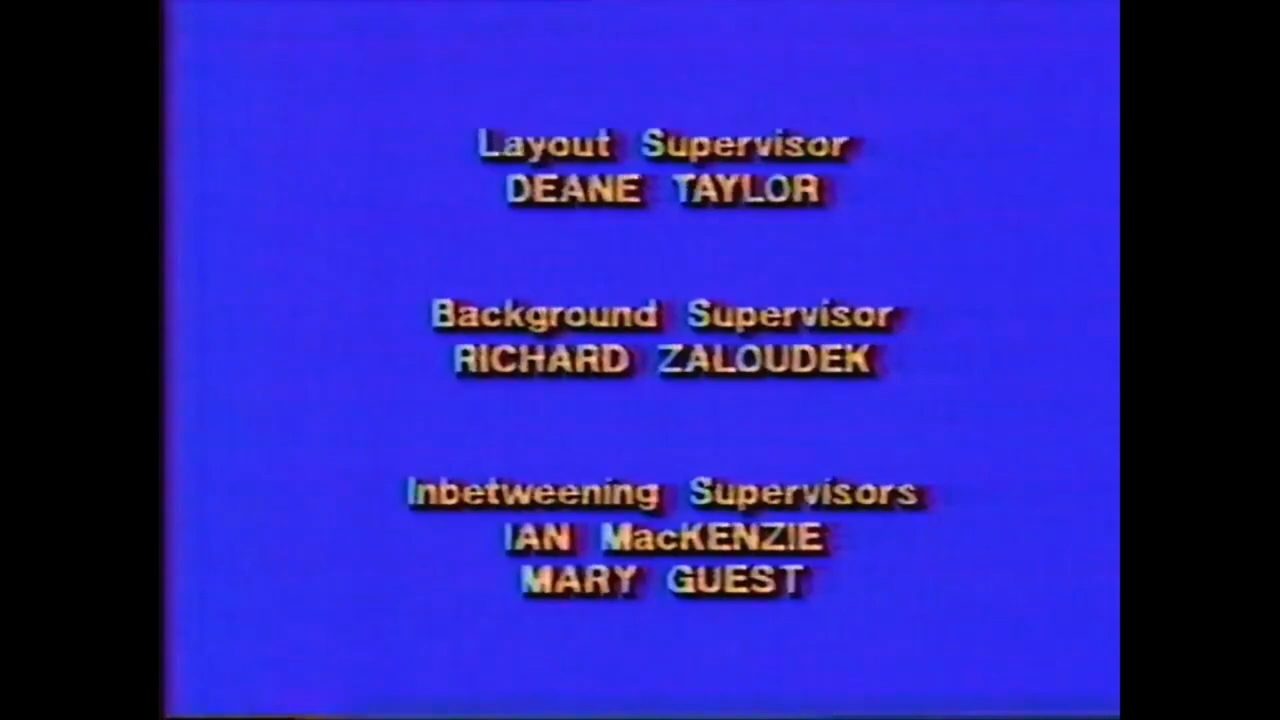 Layout Supervisor
DEANE TAYLOR
Background Supervisor
RICHARD ZALOUDEK
Inbetweening Supervisors
IAN MacKENZIE
MARY GUEST